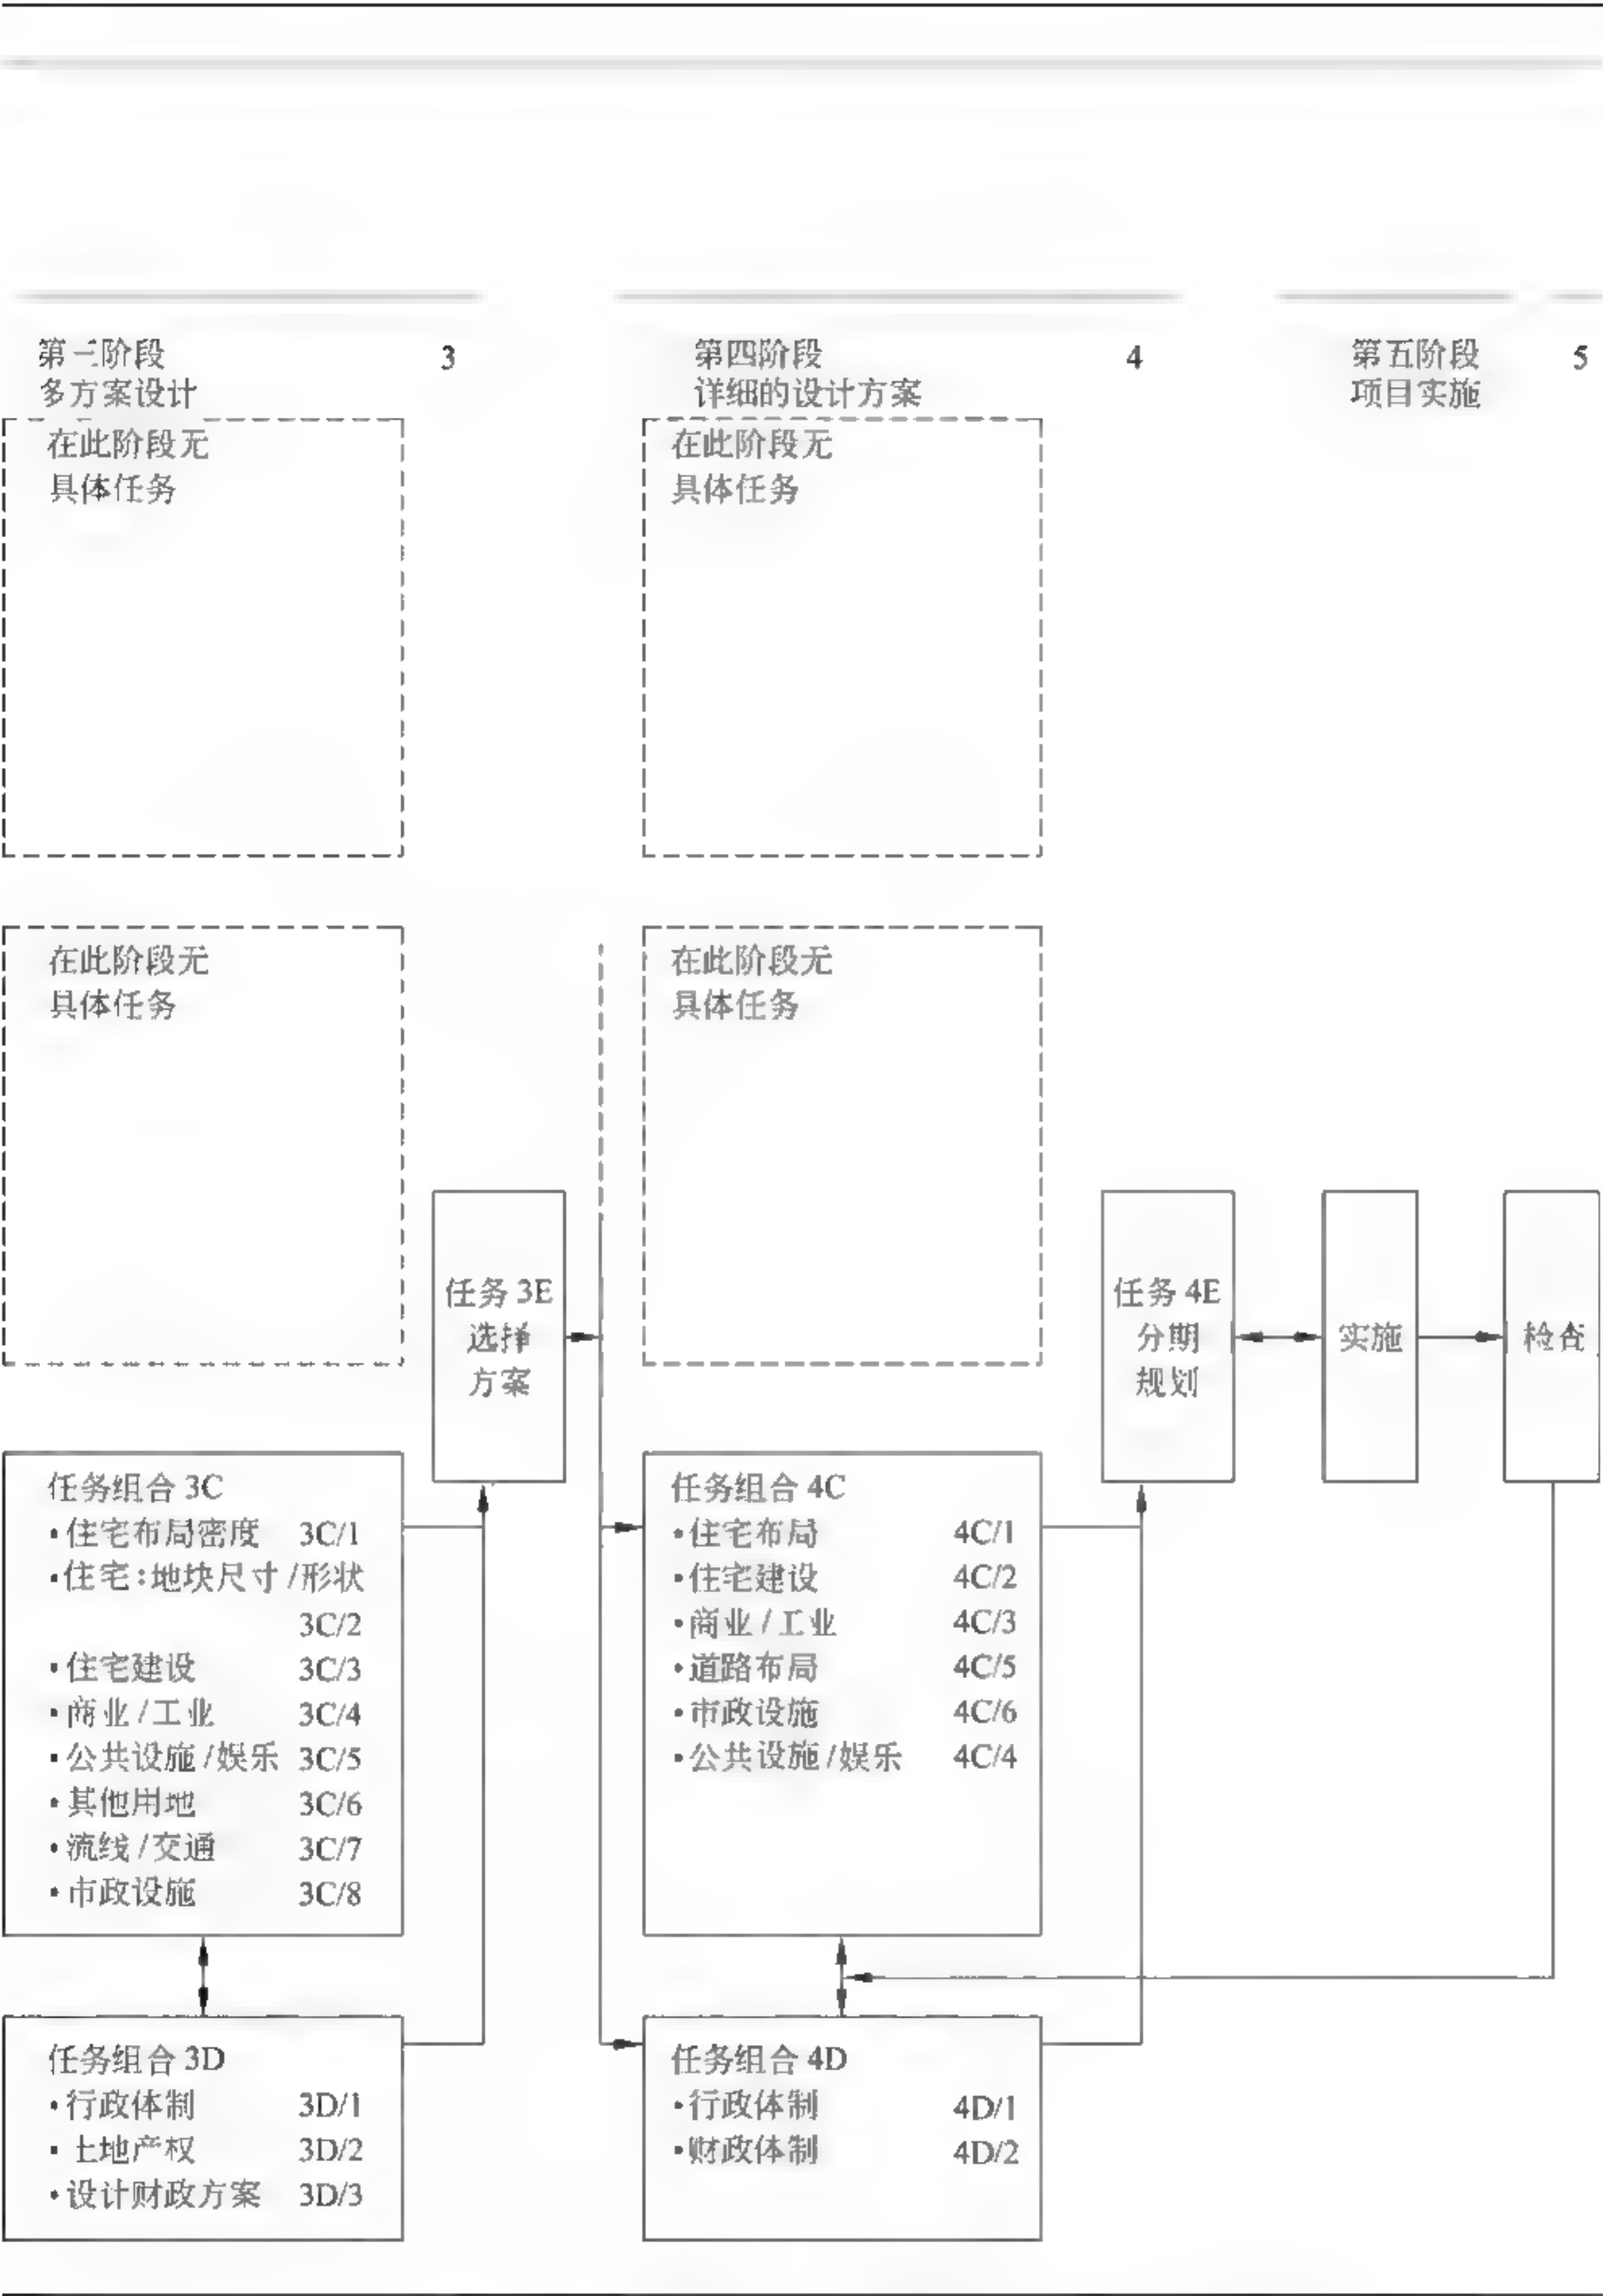 第三阶段 3
多方案设计
在此阶段无
具体任务
在此阶段无
具体任务
任务 3E
选择
方案
任务组合 3C
·住宅布局密度 3C/1
·住宅:地块尺寸/形状
3C/2
·住宅建设 3C/3
·商业/工业 3C/4
·公共设施/娱乐 3C/5
·其他用地 3C/6
·流线/交通 3C/7
·市政设施 3C/8
任务组合 3D
·行政体制 3D/1
·土地产权 3D/2
·设计财政方案 3D/3
第四阶段 4
详细的设计方案
在此阶段无
具体任务
在此阶段无
具体任务
任务组合 4C
·住宅布局 4C/1
·住宅建设 4C/2
·商业/工业 4C/3
·道路布局 4C/5
·市政设施 4C/6
·公共设施/娱乐 4C/4
任务组合 4D
·行政体制 4D/1
·财政体制 4D/2
任务 4E
分期
规划
第五阶段 5
项目实施
实施
检查